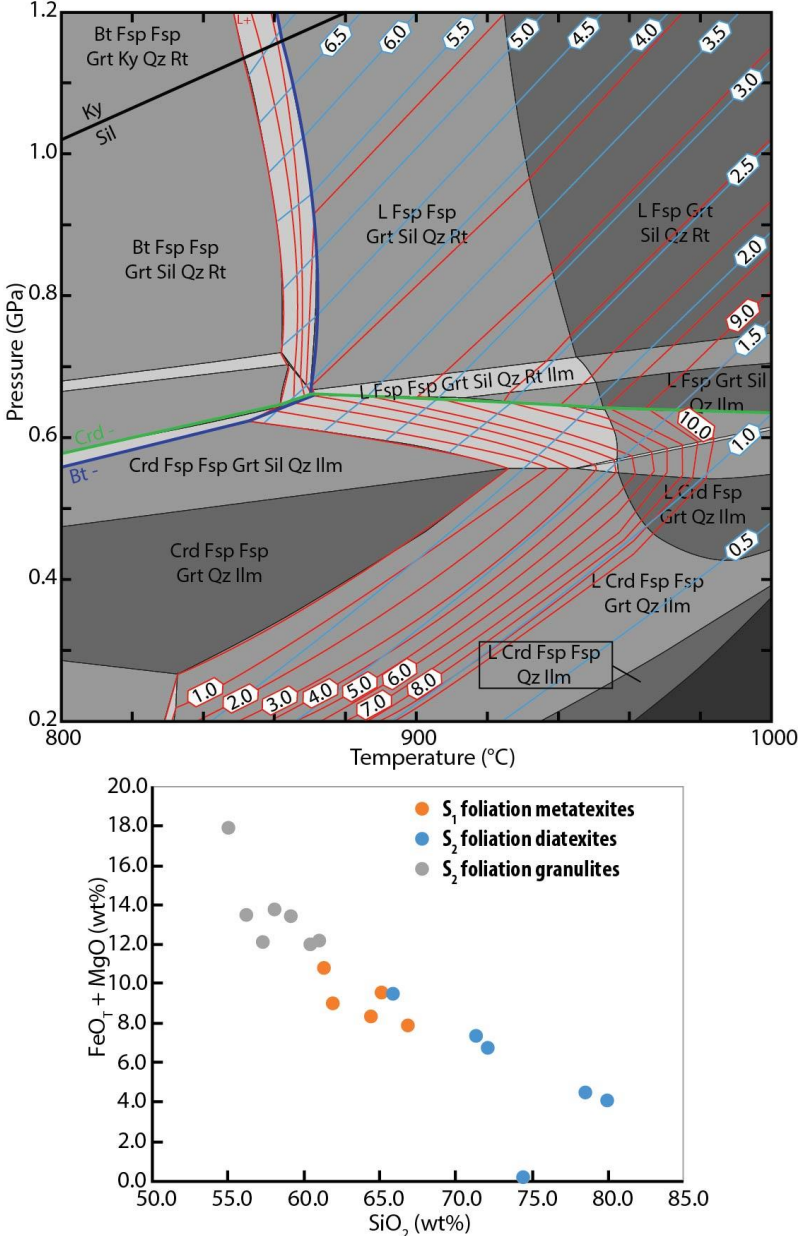 1.2
1.0
0.8
0.6
0.4
0.2
Pressure (GPa)
800
900
1000
Temperature (°C)
L+
Bt Fsp Fsp
Grt Ky Qz Rt
Ky
Sil
6.5
6.0
5.5
5.0
4.5
4.0
3.5
3.0
2.5
2.0
9.0
1.5
10.0
1.0
0.5
Bt Fsp Fsp
Grt Sil Qz Rt
L Fsp Fsp
Grt Sil Qz Rt
L Fsp Grt
Sil Qz Rt
L Fsp Fsp Grt Sil Qz Rt Ilm
L Fsp Grt Sil
Qz Ilm
Crd -
Bt -
Crd Fsp Fsp Grt Sil Qz Ilm
L Crd Fsp
Grt Qz Ilm
Crd Fsp Fsp
Grt Qz Ilm
L Crd Fsp Fsp
Grt Qz Ilm
L Crd Fsp Fsp
Qz Ilm
1.0
2.0
3.0
4.0
5.0
6.0
7.0
8.0
20.0
18.0
16.0
14.0
12.0
10.0
8.0
6.0
4.0
2.0
0.0
FeO_T + MgO (wt%)
S₁ foliation metatexites
S₂ foliation diatexites
S₂ foliation granulites
50.0
55.0
60.0
65.0
70.0
75.0
80.0
85.0
SiO₂ (wt%)